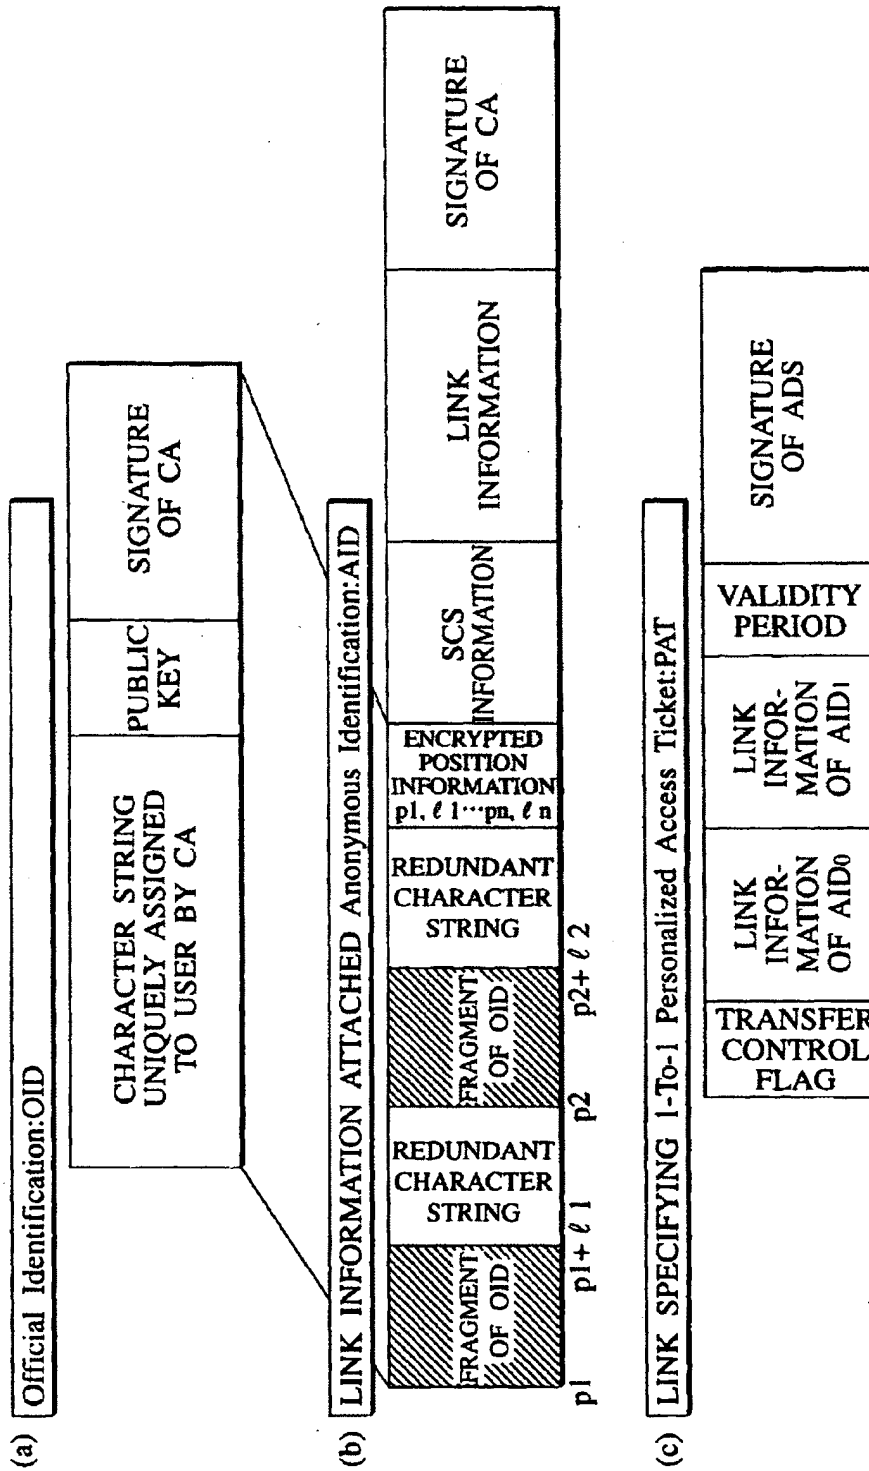 (a)
Official Identification:OID
CHARACTER STRING
UNIQUELY ASSIGNED
TO USER BY CA
PUBLIC
KEY
SIGNATURE
OF CA
(b)
LINK INFORMATION ATTACHED Anonymous Identification:AID
FRAGMENT
OF OID
REDUNDANT
CHARACTER
STRING
FRAGMENT
OF OID
REDUNDANT
CHARACTER
STRING
ENCRYPTED
POSITION
INFORMATION
p1, ℓ 1···pn, ℓ n
SCS
INFORMATION
LINK
INFORMATION
SIGNATURE
OF CA
p1
p1+ ℓ 1
p2
p2+ ℓ 2
(c)
LINK SPECIFYING 1-To-1 Personalized Access Ticket:PAT
TRANSFER
CONTROL
FLAG
LINK
INFOR-
MATION
OF AID0
LINK
INFOR-
MATION
OF AID1
VALIDITY
PERIOD
SIGNATURE
OF ADS